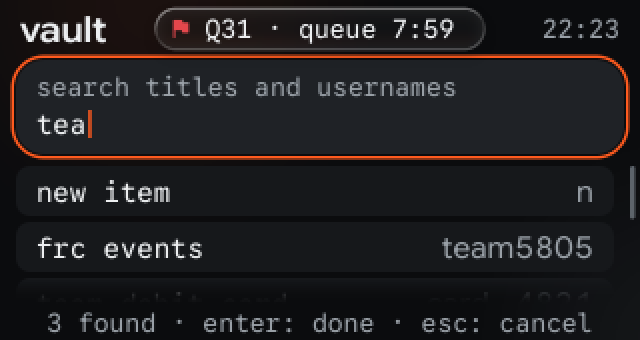 vault Q31 · queue 7:59 22:23
search titles and usernames
tea
new item n
frc events team5805
3 found · enter: done · esc: cancel